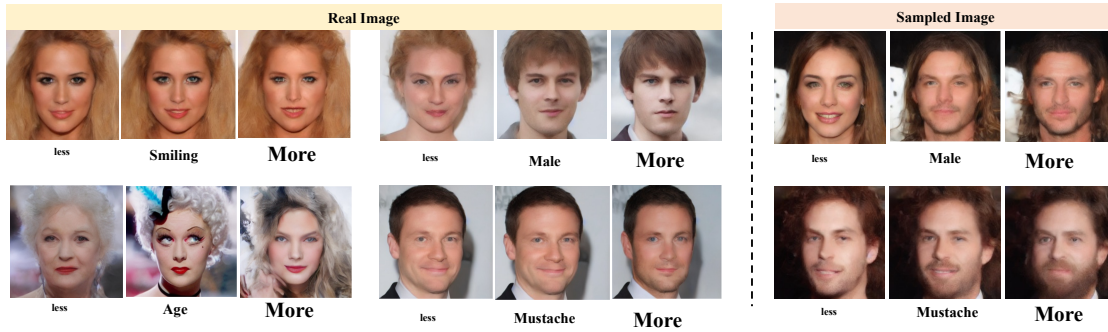 Real Image
Sampled Image
less Smiling More
less Male More
less Male More
less Age More
less Mustache More
less Mustache More